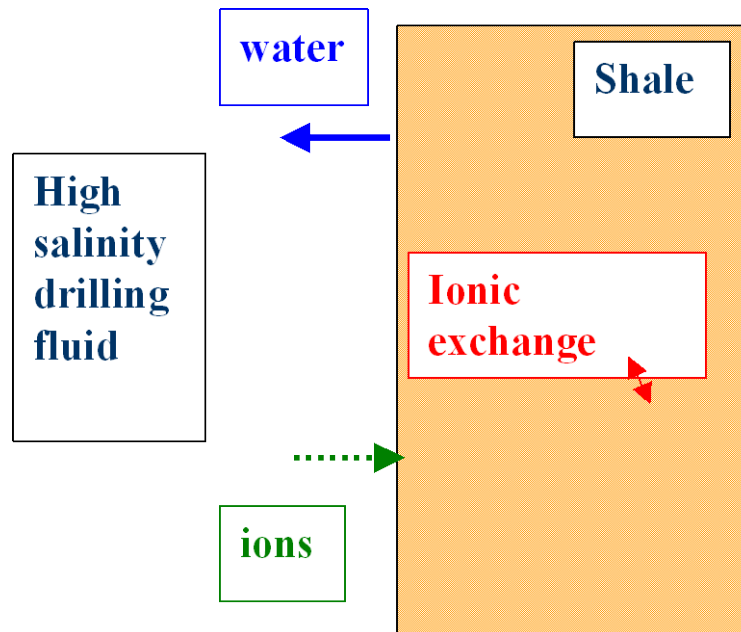 water
Shale
High
salinity
drilling
fluid
Ionic
exchange
ions